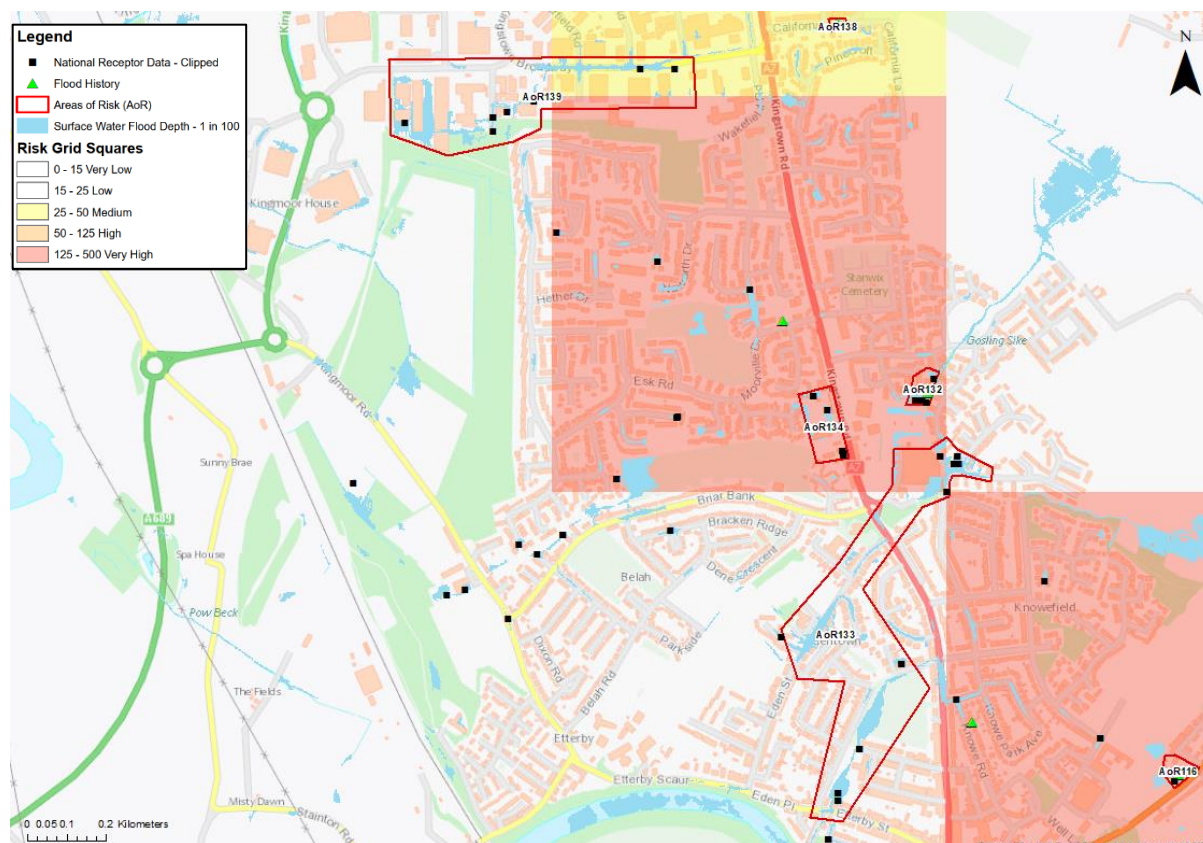 Legend
National Receptor Data - Clipped
Flood History
Areas of Risk (AoR)
Surface Water Flood Depth - 1 in 100
Risk Grid Squares
0 - 15 Very Low
15 - 25 Low
25 - 50 Medium
50 - 125 High
125 - 500 Very High
N
AoR138
Pinecroft
California La
A7
Kingstown Rd
Wakefield
AoR139
Kingmoor House
Stanwix
Cemetery
Hether Dr
Moorville Dr
Gosling Sike
Esk Rd
AoR132
AoR134
A7
Kingmoor Rd
Sunny Brae
A689
Spa House
Briar Bank
Bracken Ridge
Dene Crescent
Belah
Knowefield
Pow Beck
Parkside
AoR133
The Fields
Dixon Rd
Belah Rd
Eden St
Knowe Park Ave
Knowe Rd
Etterby
Etterby Scaur
Eden Pl
Etterby St
AoR116
Well L
Misty Dawn
Stainton Rd
0 0.05 0.1 0.2 Kilometers